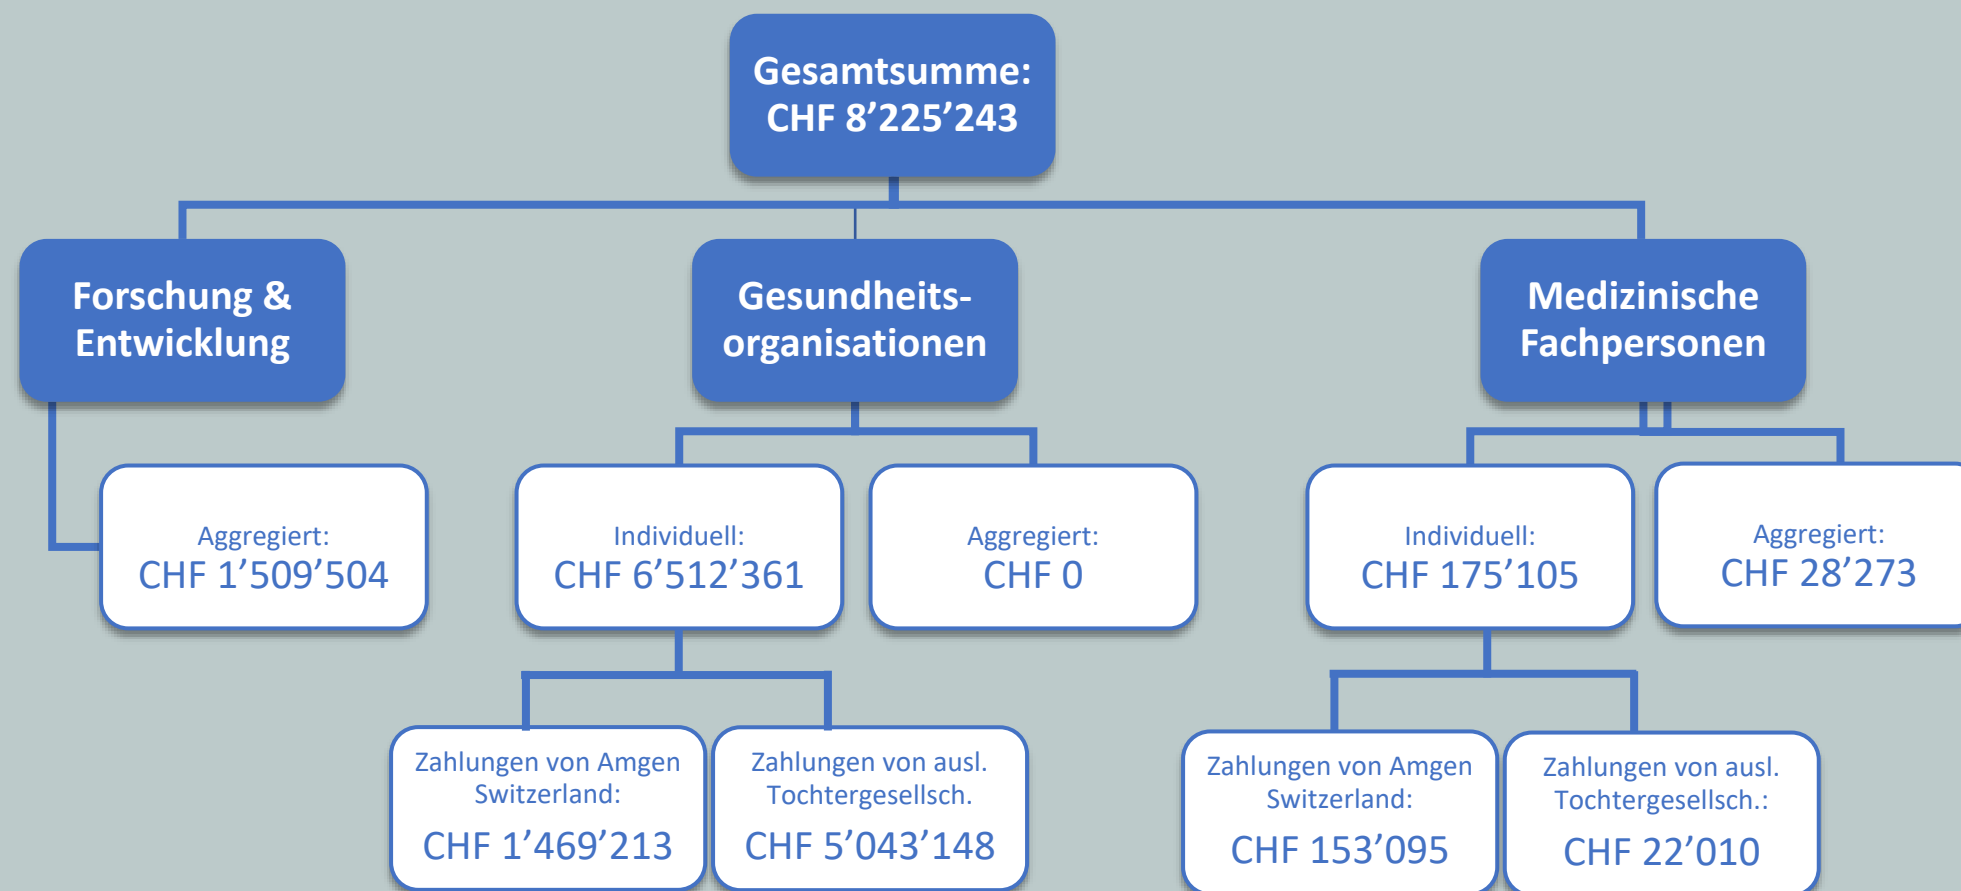 Gesamtsumme:
CHF 8’225’243
Forschung &
Entwicklung
Gesundheits-
organisationen
Medizinische
Fachpersonen
Aggregiert:
CHF 1’509’504
Individuell:
CHF 6’512’361
Aggregiert:
CHF 0
Individuell:
CHF 175’105
Aggregiert:
CHF 28’273
Zahlungen von Amgen
Switzerland:
CHF 1’469’213
Zahlungen von ausl.
Tochtergesellsch.
CHF 5’043’148
Zahlungen von Amgen
Switzerland:
CHF 153’095
Zahlungen von ausl.
Tochtergesellsch.:
CHF 22’010